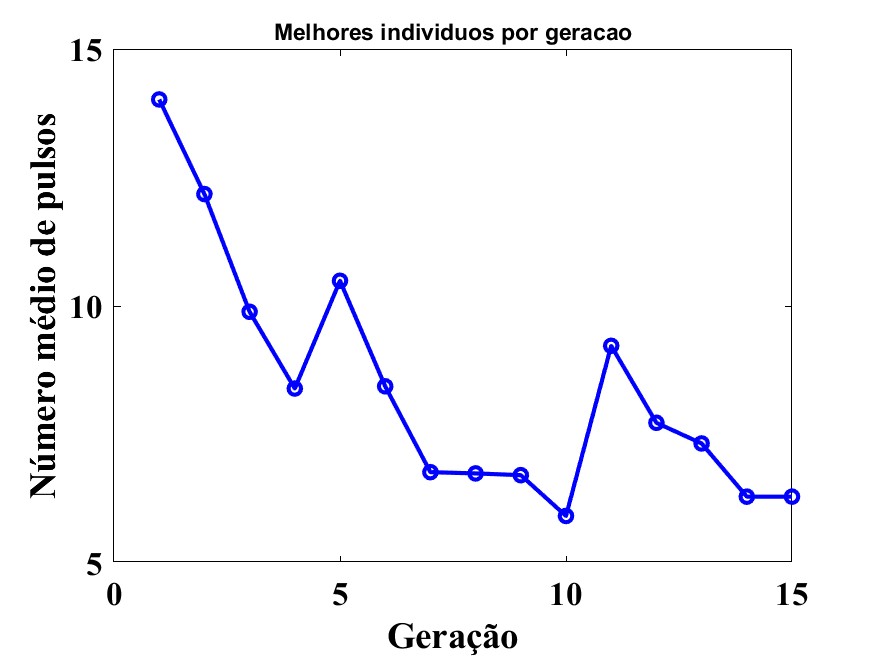 Melhores individuos por geracao
15
10
5
Número médio de pulsos
0 5 10 15
Geração